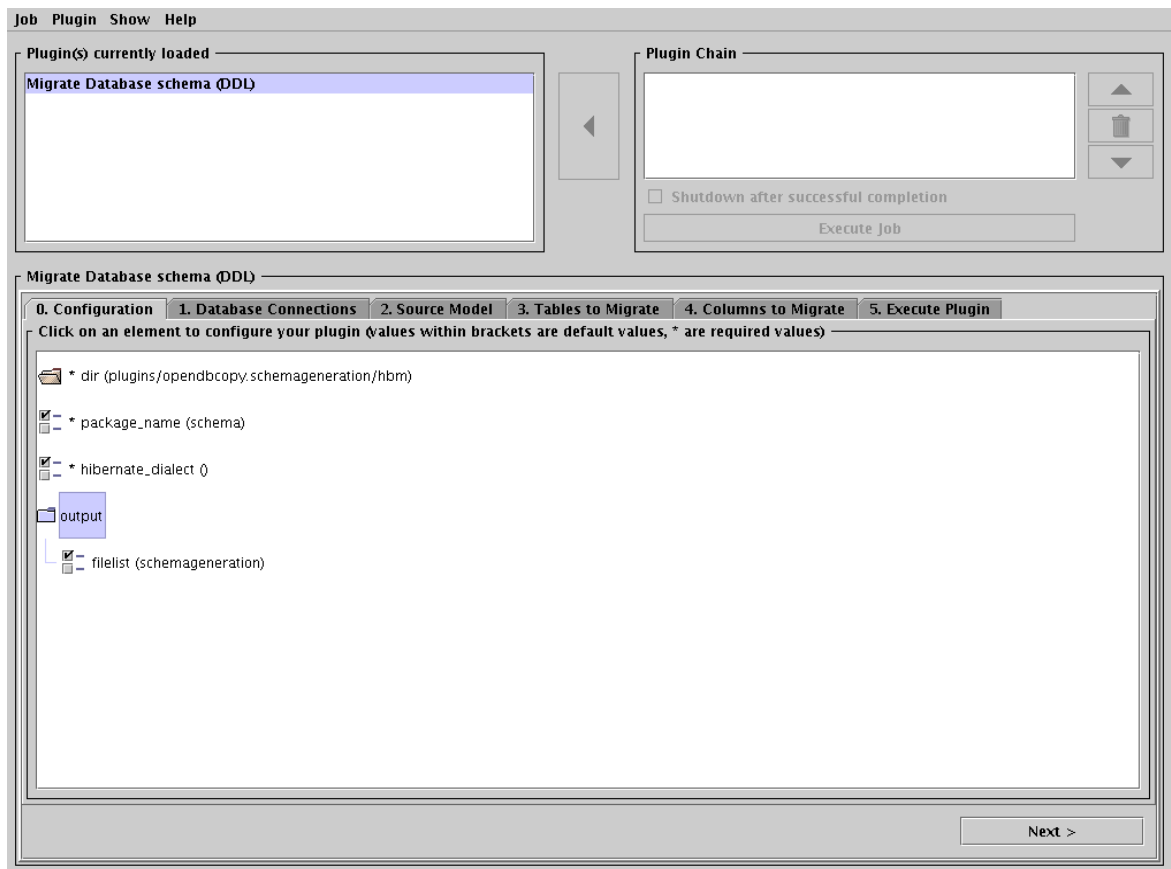 Job Plugin Show Help
Plugin(s) currently loaded
Migrate Database schema (DDL)
Plugin Chain
Shutdown after successful completion
Execute Job
Migrate Database schema (DDL)
0. Configuration 1. Database Connections 2. Source Model 3. Tables to Migrate 4. Columns to Migrate 5. Execute Plugin
Click on an element to configure your plugin (values within brackets are default values, * are required values)
* dir (plugins/opendbcopy.schemageneration/hbm)
* package_name (schema)
* hibernate_dialect ()
output
filelist (schemageneration)
Next >